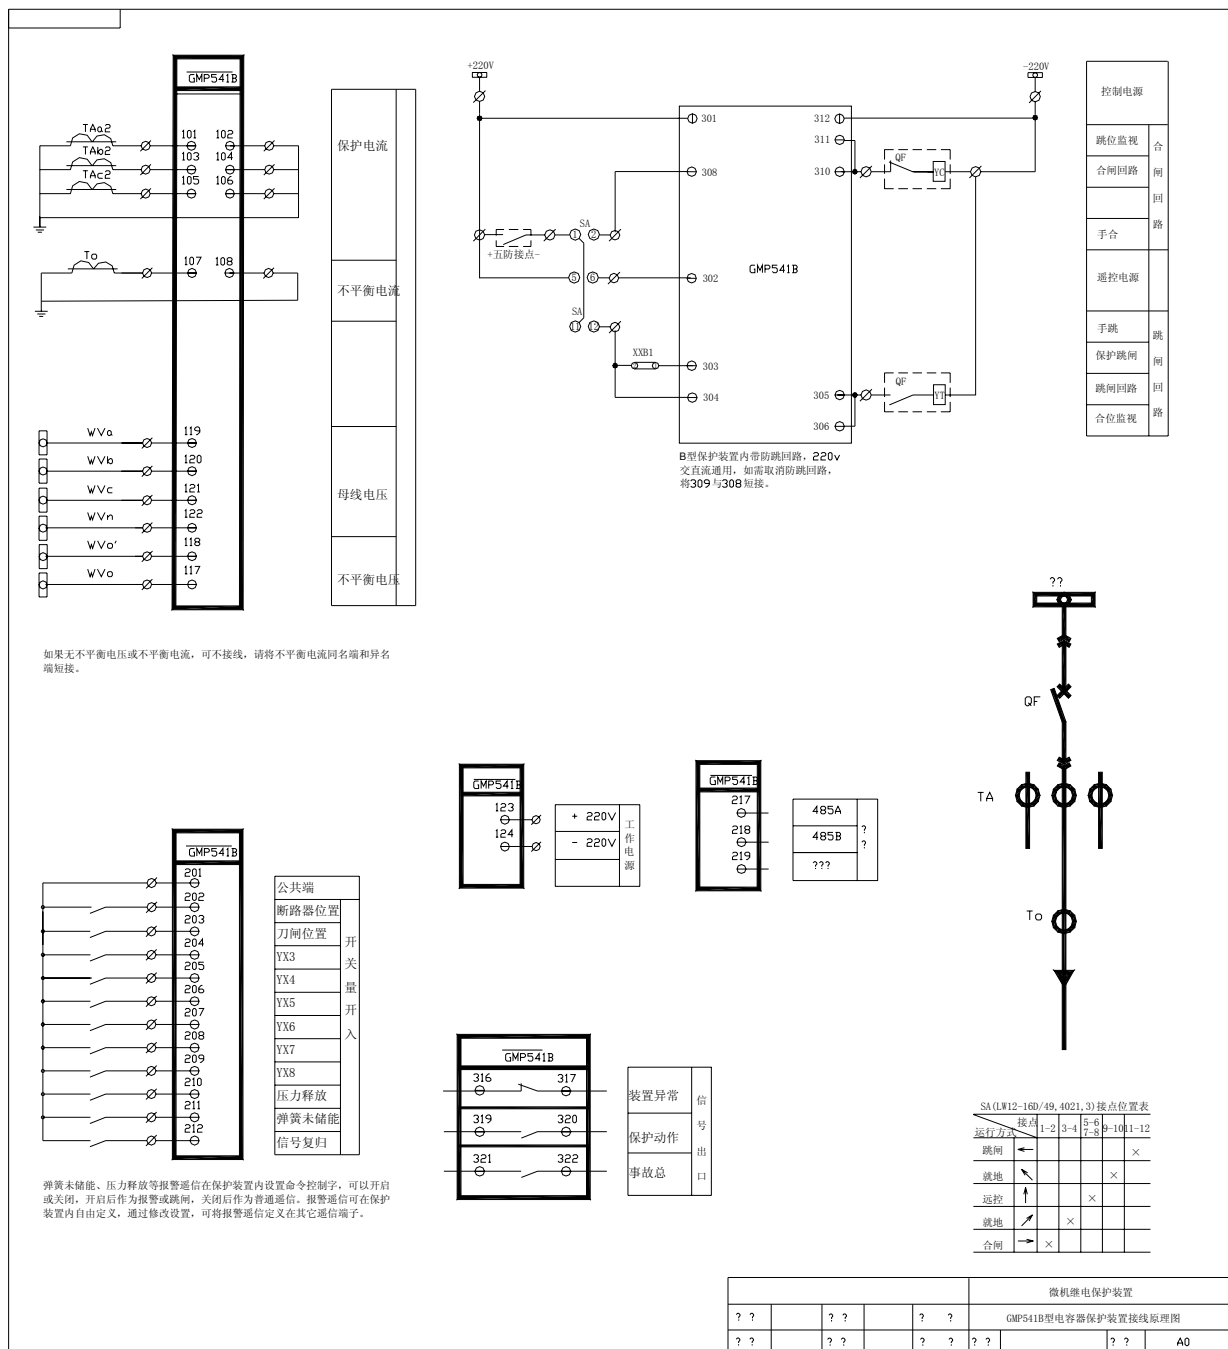 GMP541B
TAa2
101 102
TAb2
103 104
TAc2
105 106
To
107 108
WVa
119
WVb
120
WVc
121
WVn
122
WVo'
118
WVo
117
保护电流
不平衡电流
母线电压
不平衡电压
如果无不平衡电压或不平衡电流，可不接线，请将不平衡电流同名端和异名
端短接。
+220V
-220V
301
312
311
308
310
QF
YC
SA
1 2
+五防接点-
5 6
302
GMP541B
SA
11 12
XXB1
303
304
305
306
QF
YT
B型保护装置内带防跳回路，220v
交直流通用，如需取消防跳回路，
将309与308短接。
控制电源
跳位监视
合闸回路
手合
合闸回路
遥控电源
手跳
保护跳闸
跳闸回路
合位监视
跳闸回路
??
QF
TA
To
GMP541B
123
124
+ 220V
- 220V
工作电源
GMP541B
217
218
219
485A
485B
???
?
?
GMP541B
201
202
203
204
205
206
207
208
209
210
211
212
公共端
断路器位置
刀闸位置
YX3
YX4
YX5
YX6
YX7
YX8
压力释放
弹簧未储能
信号复归
开关量开入
弹簧未储能、压力释放等报警遥信在保护装置内设置命令控制字，可以开启
或关闭，开启后作为报警或跳闸，关闭后作为普通遥信。报警遥信可在保护
装置内自由定义，通过修改设置，可将报警遥信定义在其它遥信端子。
GMP541B
316 317
319 320
321 322
装置异常
保护动作
事故总
信号出口
SA(LW12-16D/49,4021,3)接点位置表
接点
运行方式
1-2 3-4 5-6 7-8 9-10 11-12
跳闸 ← ×
就地 ↖ ×
远控 ↑ ×
就地 ↗ ×
合闸 → ×
微机继电保护装置
? ? ? ? ? ? GMP541B型电容器保护装置接线原理图
? ? ? ? ? ? ? ? ? ? A0